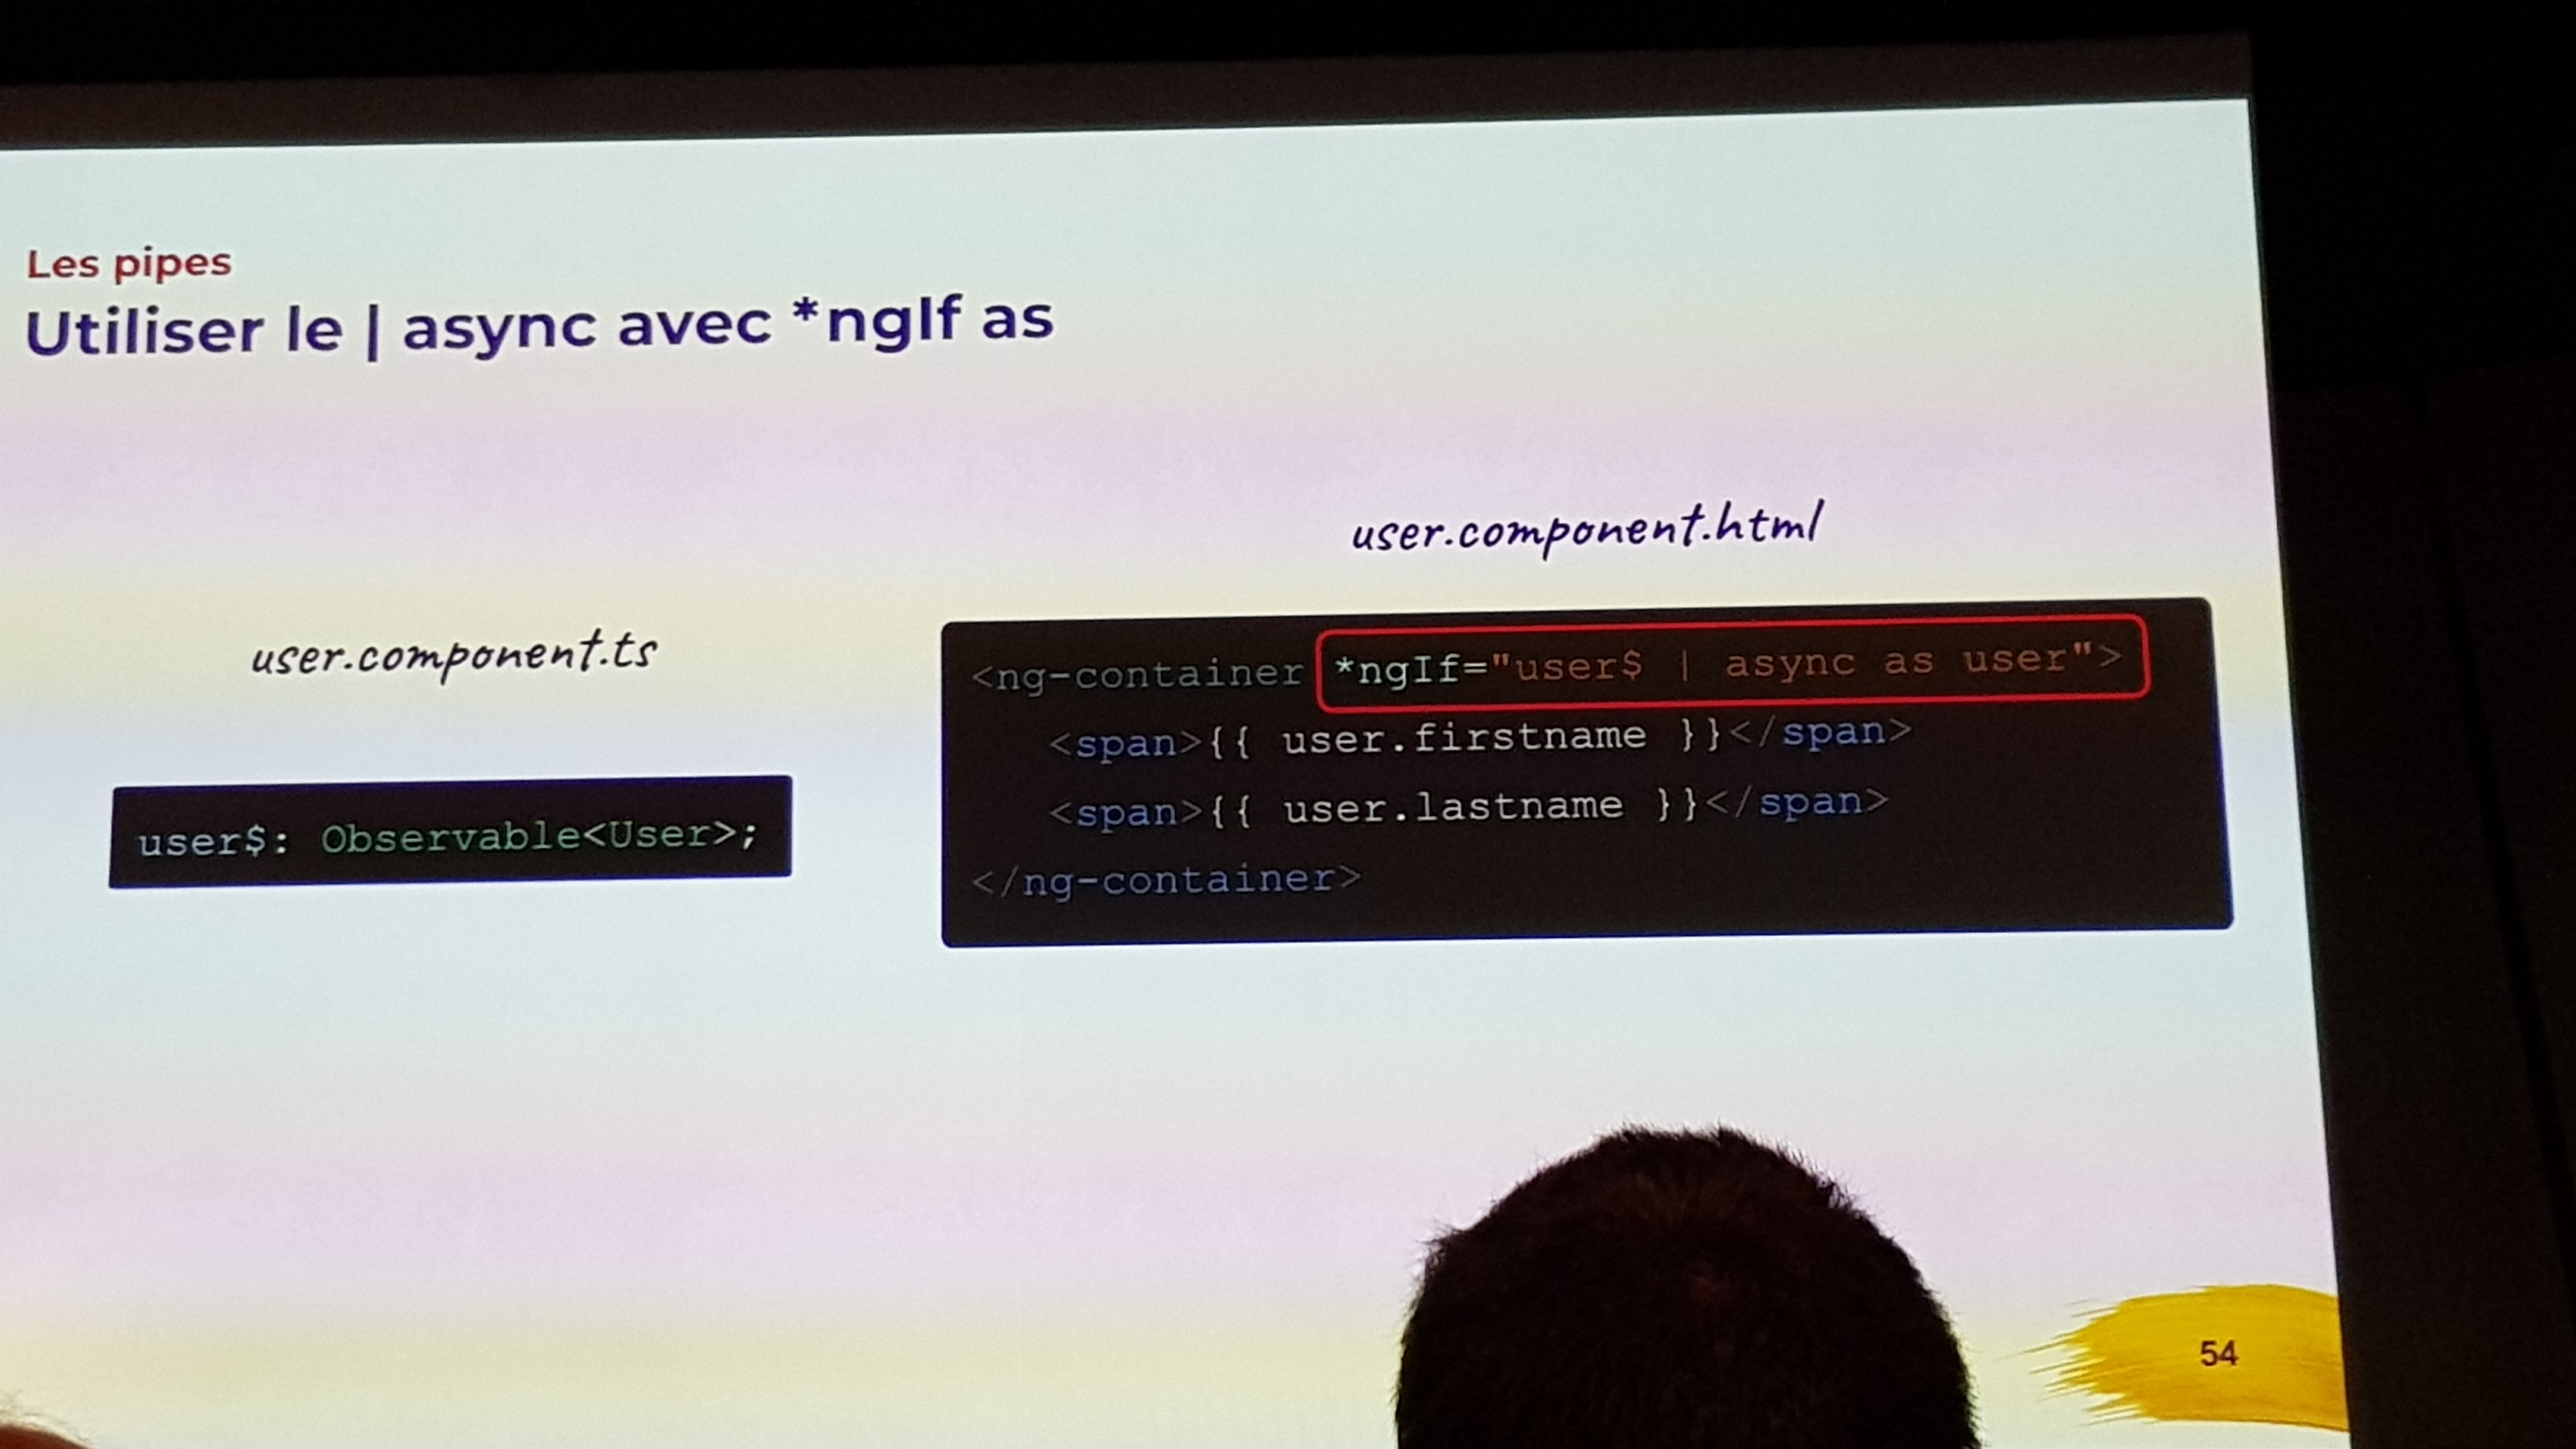 Les pipes
Utiliser le | async avec *ngIf as
user.component.ts
user$: Observable<User>;
user.component.html
<ng-container *ngIf="user$ | async as user">
<span>{{ user.firstname }}</span>
<span>{{ user.lastname }}</span>
</ng-container>
54